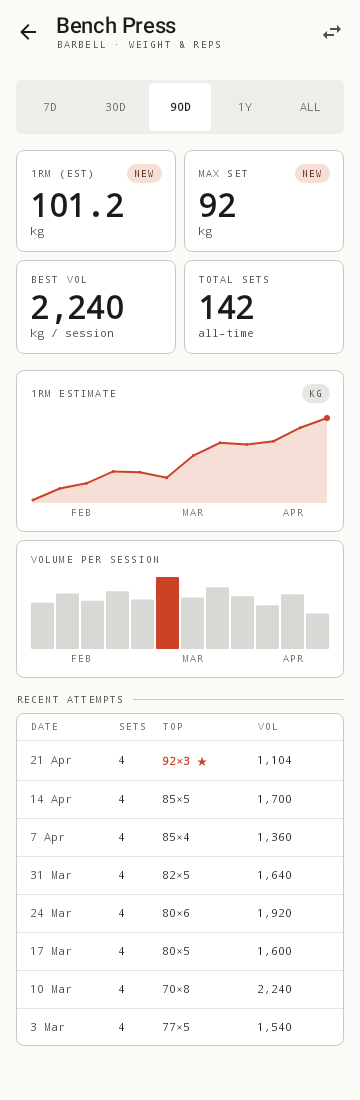 Bench Press
BARBELL · WEIGHT & REPS
7D 30D 90D 1Y ALL
1RM (EST) NEW
101.2
kg
MAX SET NEW
92
kg
BEST VOL
2,240
kg / session
TOTAL SETS
142
all-time
1RM ESTIMATE KG
FEB MAR APR
VOLUME PER SESSION
FEB MAR APR
RECENT ATTEMPTS
DATE SETS TOP VOL
21 Apr 4 92×3 ★ 1,104
14 Apr 4 85×5 1,700
7 Apr 4 85×4 1,360
31 Mar 4 82×5 1,640
24 Mar 4 80×6 1,920
17 Mar 4 80×5 1,600
10 Mar 4 70×8 2,240
3 Mar 4 77×5 1,540